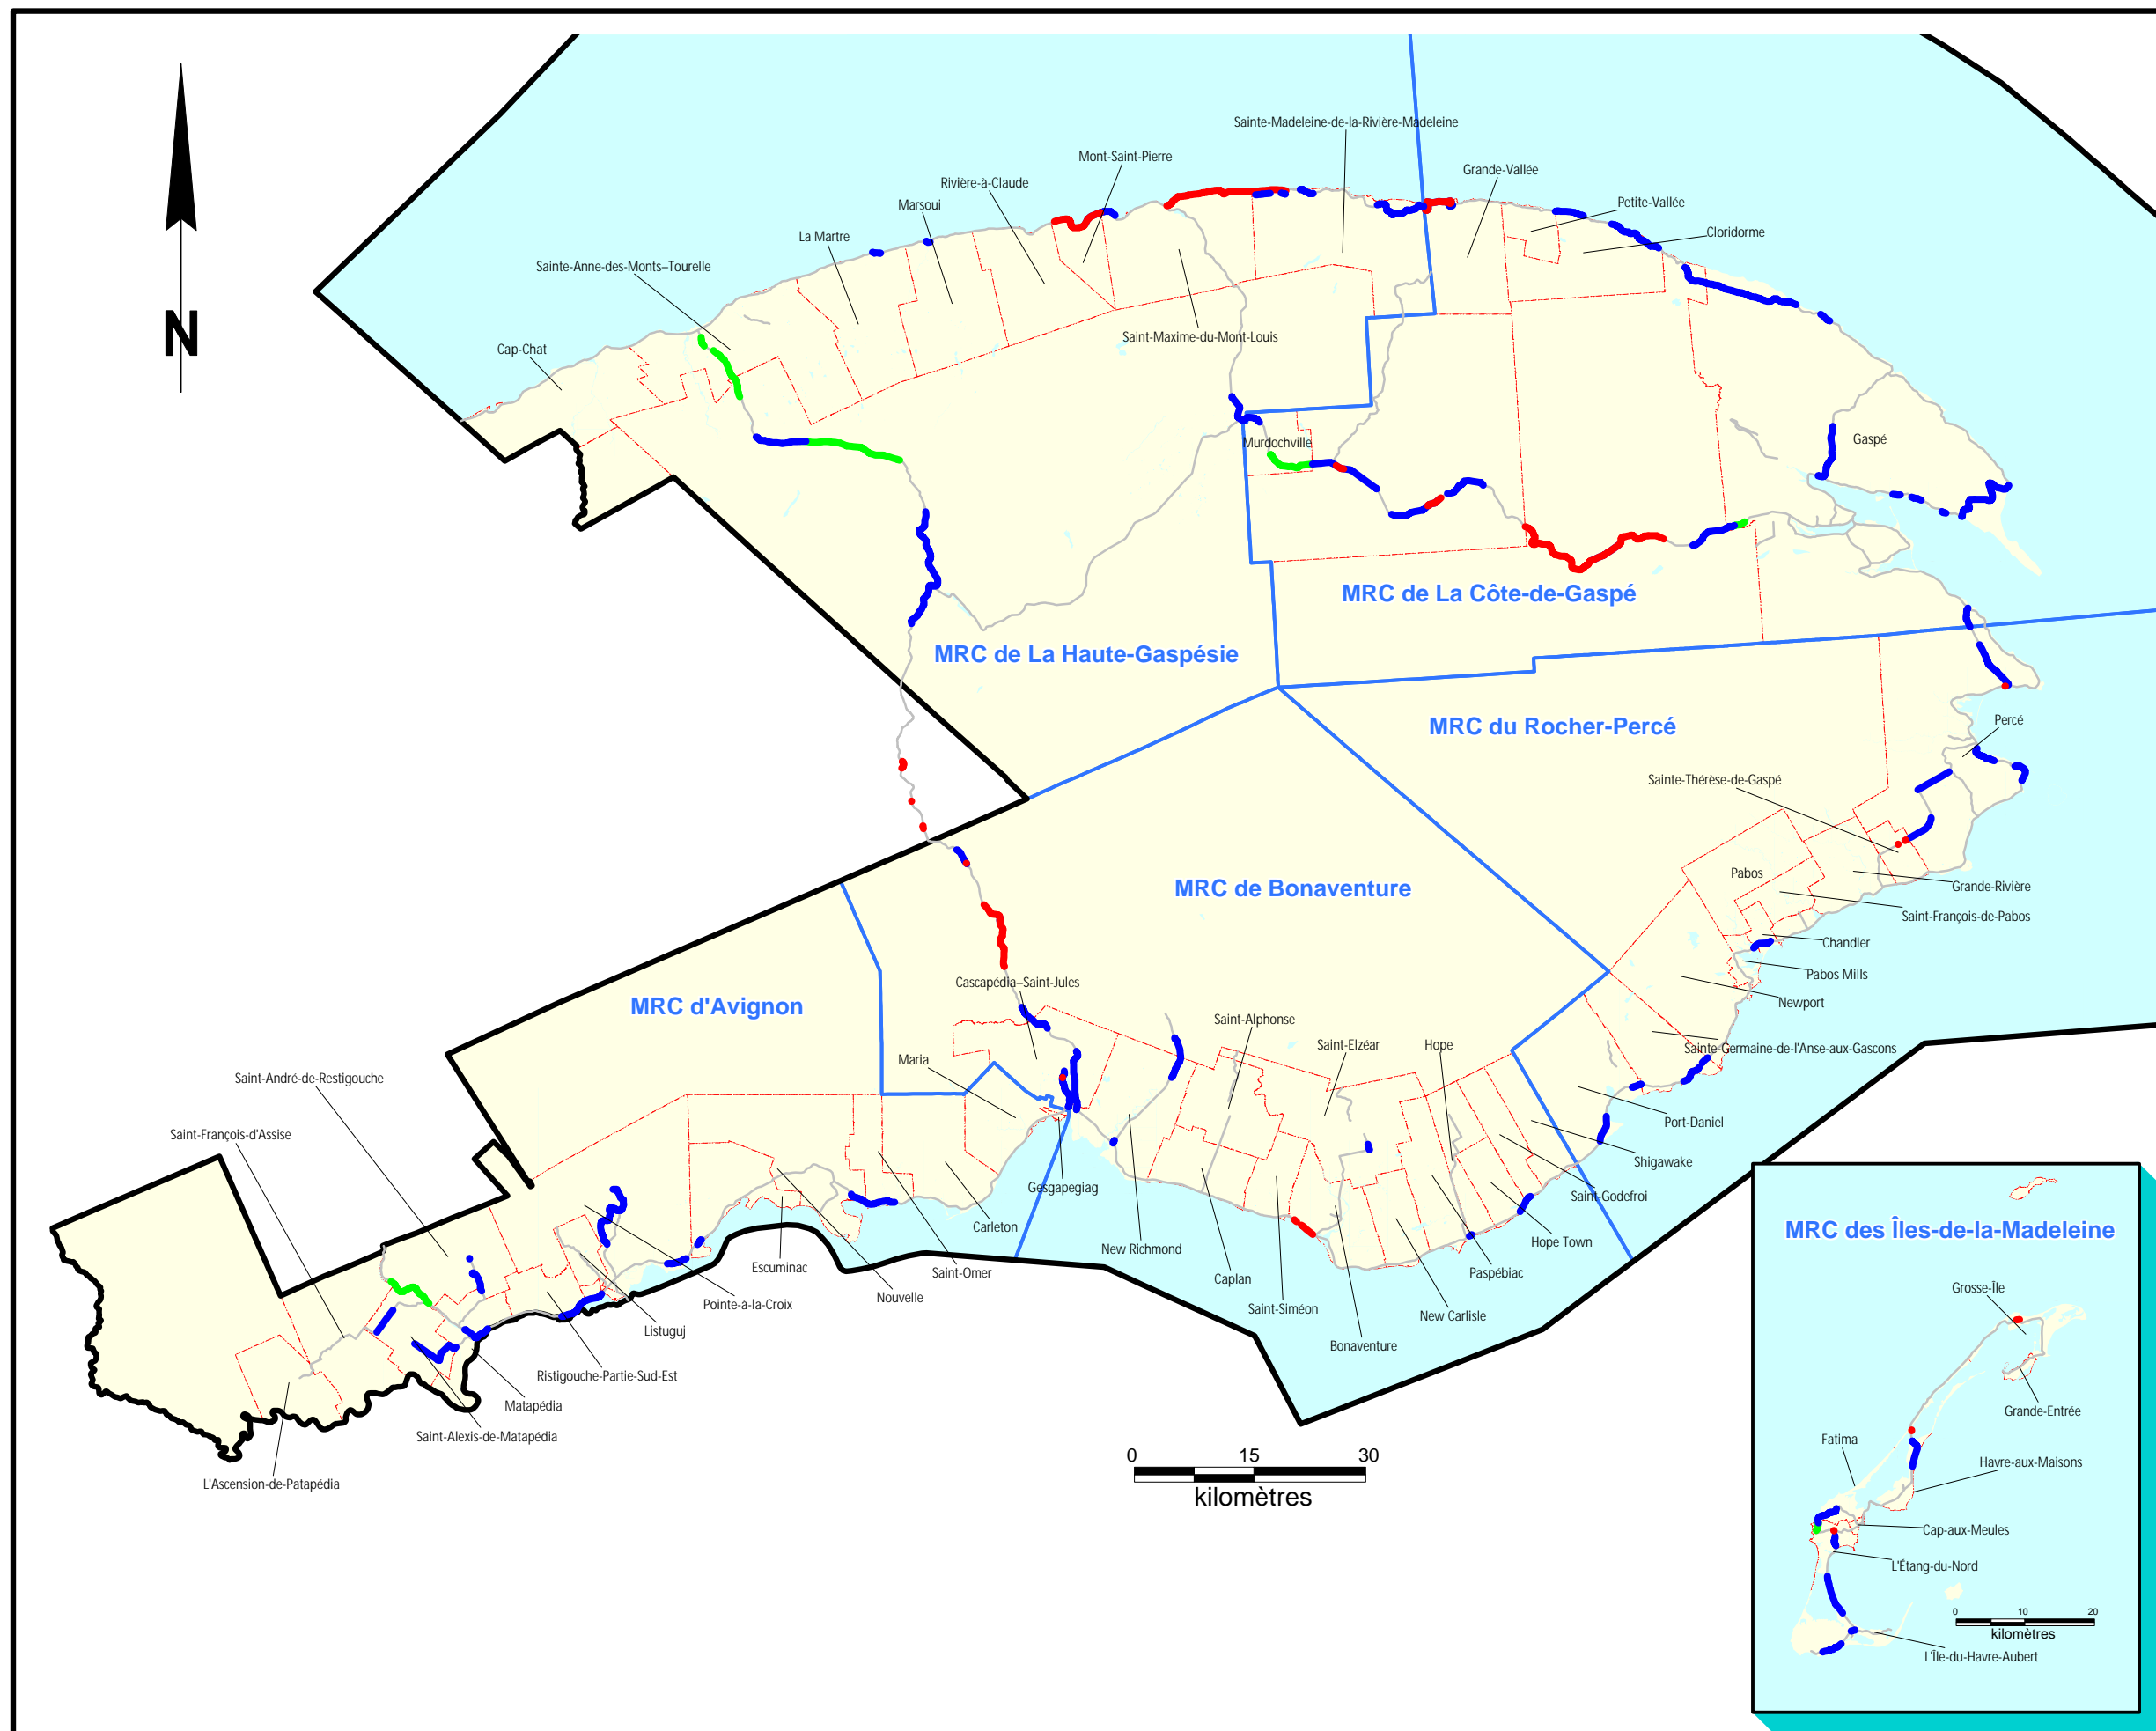 Sainte-Madeleine-de-la-Rivière-Madeleine
Mont-Saint-Pierre
Grande-Vallée
Rivière-à-Claude
Marsoui
Petite-Vallée
La Martre
Cloridorme
Sainte-Anne-des-Monts–Tourelle
N
Saint-Maxime-du-Mont-Louis
Cap-Chat
Murdochville
Gaspé
MRC de La Côte-de-Gaspé
MRC de La Haute-Gaspésie
MRC du Rocher-Percé
Percé
Sainte-Thérèse-de-Gaspé
Pabos
MRC de Bonaventure
Grande-Rivière
Saint-François-de-Pabos
Chandler
Pabos Mills
Cascapédia–Saint-Jules
Newport
MRC d'Avignon
Saint-Alphonse
Saint-Elzéar
Hope
Sainte-Germaine-de-l'Anse-aux-Gascons
Maria
Saint-André-de-Restigouche
Port-Daniel
Saint-François-d'Assise
Shigawake
Gesgapegiag
Saint-Godefroi
Carleton
MRC des Îles-de-la-Madeleine
New Richmond
Hope Town
Escuminac
Saint-Omer
Paspébiac
Caplan
Nouvelle
Grosse-Île
Pointe-à-la-Croix
Saint-Siméon
New Carlisle
Listuguj
Bonaventure
Ristigouche-Partie-Sud-Est
Matapédia
Grande-Entrée
Saint-Alexis-de-Matapédia
Fatima
0 15 30
kilomètres
Havre-aux-Maisons
L'Ascension-de-Patapédia
Cap-aux-Meules
L'Étang-du-Nord
0 10 20
kilomètres
L'Île-du-Havre-Aubert